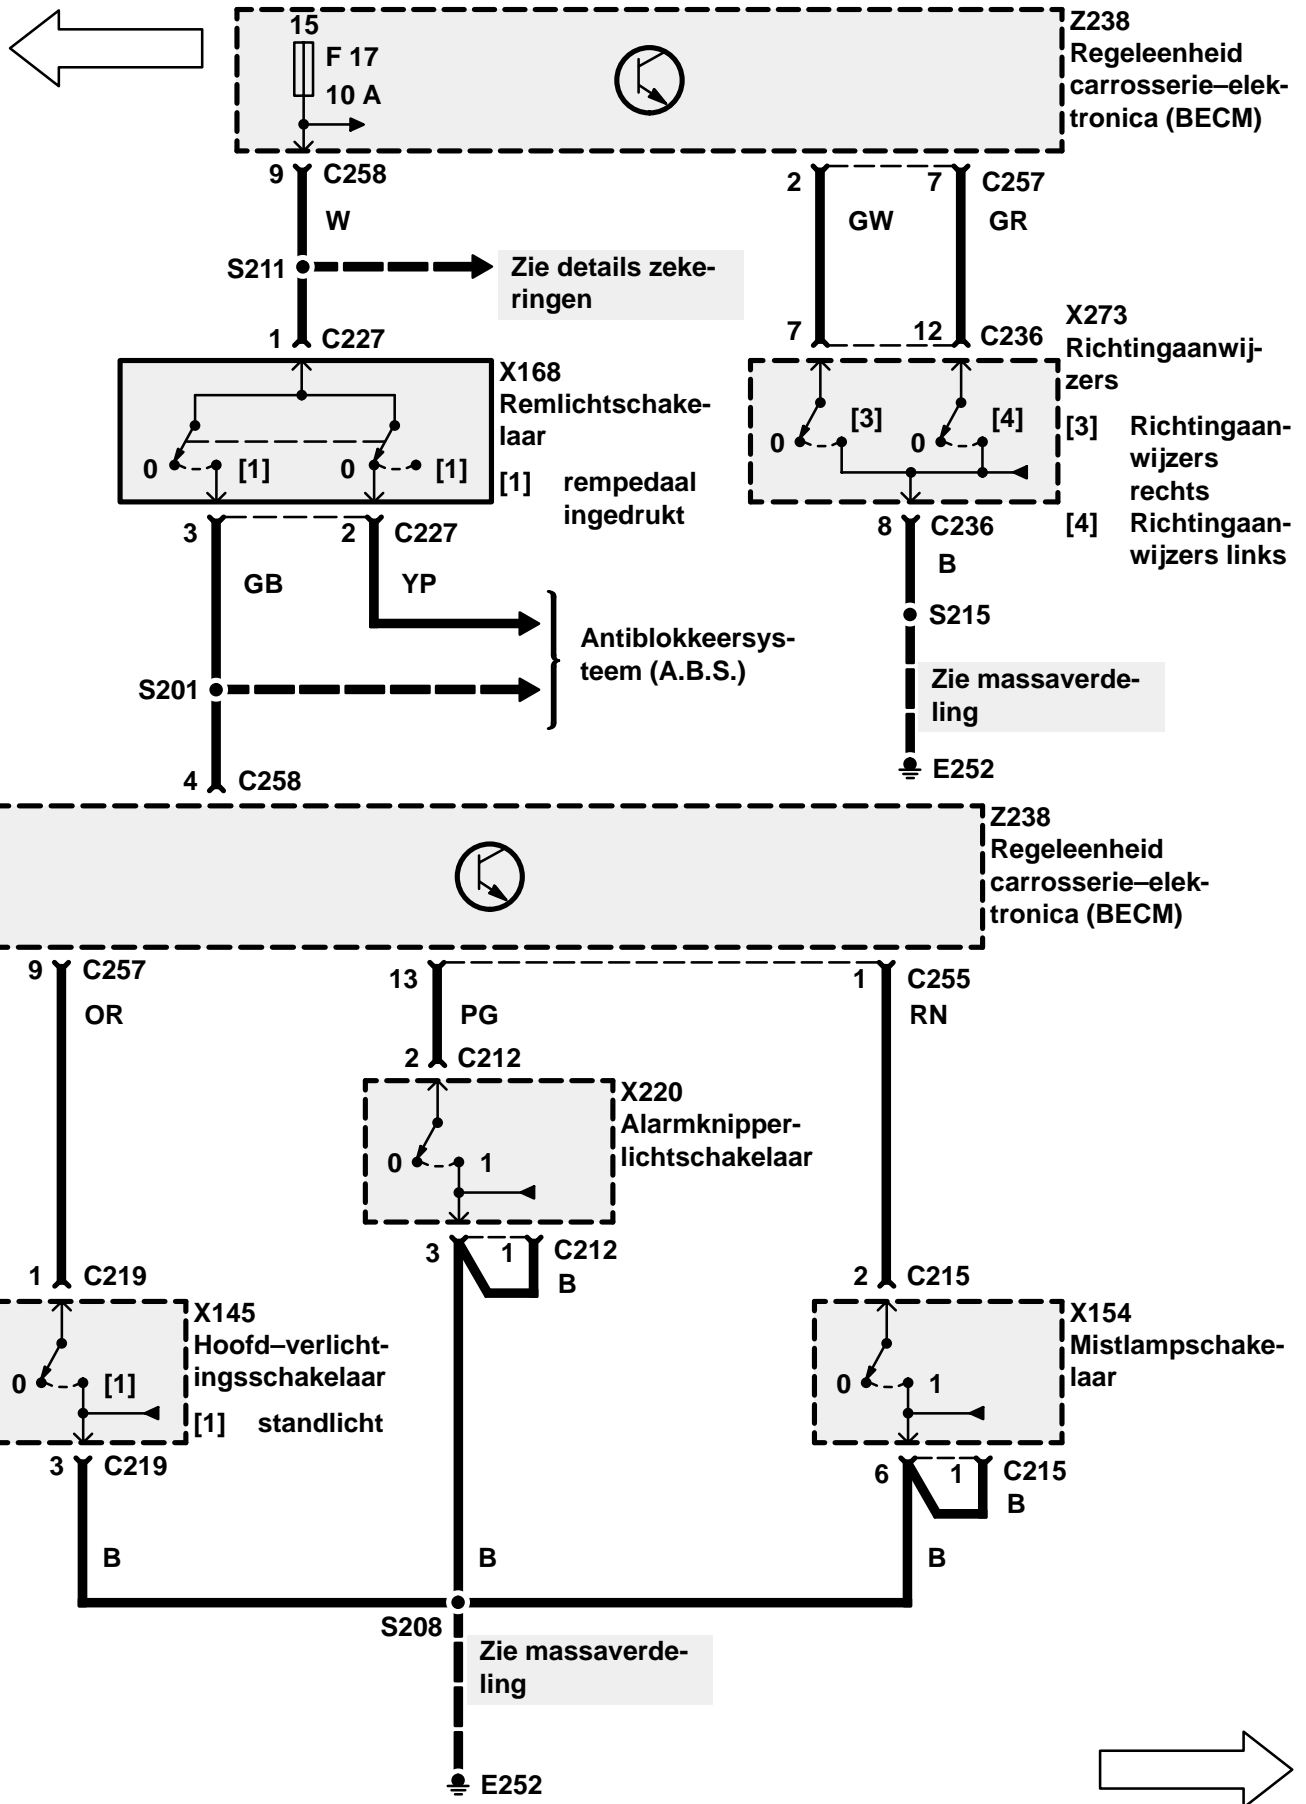 15
F 17
10 A
Z238
Regeleenheid
carrosserie–elek-
tronica (BECM)
9 C258
W
2 7 C257
GW GR
S211
Zie details zeke-
ringen
1 C227
7 12 C236
X168
Remlichtschake-
laar
[1] rempedaal
ingedrukt
0 [1] 0 [1]
X273
Richtingaanwij-
zers
[3] Richtingaan-
wijzers
rechts
[4] Richtingaan-
wijzers links
0 [3] 0 [4]
3 2 C227
GB YP
8 C236
B
S215
Antiblokkeersys-
teem (A.B.S.)
S201
Zie massaverde-
ling
E252
4 C258
Z238
Regeleenheid
carrosserie–elek-
tronica (BECM)
9 C257
OR
13
PG
1 C255
RN
2 C212
X220
Alarmknipper-
lichtschakelaar
0 1
3 1 C212
B
1 C219
2 C215
X145
Hoofd–verlicht-
ingsschakelaar
[1] standlicht
0 [1]
X154
Mistlampschake-
laar
0 1
3 C219
6 1 C215
B
B B B
S208
Zie massaverde-
ling
E252